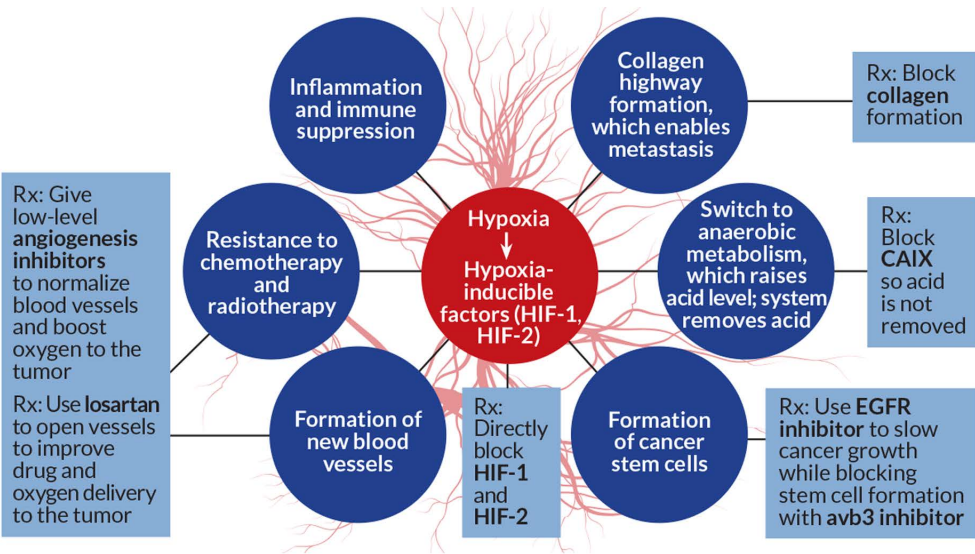 Inflammation
and immune
suppression
Collagen
highway
formation,
which enables
metastasis
Rx: Block
collagen
formation
Rx: Give
low-level
angiogenesis
inhibitors
to normalize
blood vessels
and boost
oxygen to the
tumor
Rx: Use losartan
to open vessels
to improve
drug and
oxygen delivery
to the tumor
Resistance to
chemotherapy
and
radiotherapy
Hypoxia
Hypoxia-
inducible
factors (HIF-1,
HIF-2)
Switch to
anaerobic
metabolism,
which raises
acid level; system
removes acid
Rx:
Block
CAIX
so acid
is not
removed
Formation of
new blood
vessels
Rx:
Directly
block
HIF-1
and
HIF-2
Formation
of cancer
stem cells
Rx: Use EGFR
inhibitor to slow
cancer growth
while blocking
stem cell formation
with avb3 inhibitor